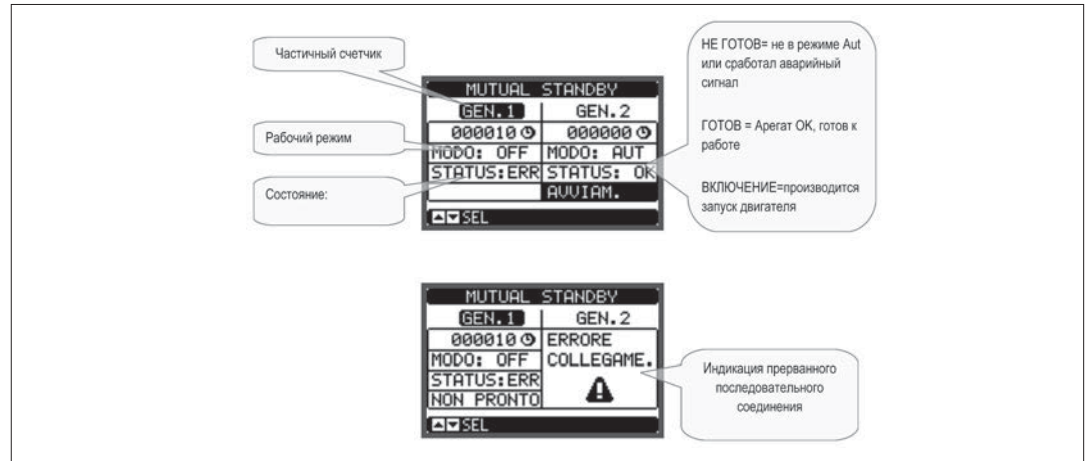 Частичный счетчик
Рабочий режим
Состояние:
MUTUAL STANDBY
GEN.1 GEN.2
000010 000000
MODO: OFF MODO: AUT
STATUS:ERR STATUS: OK
AVVIAM.
SEL
НЕ ГОТОВ= не в режиме Aut
или сработал аварийный
сигнал
ГОТОВ = Арегат ОК, готов к
работе
ВКЛЮЧЕНИЕ=производится
запуск двигателя
MUTUAL STANDBY
GEN.1 GEN.2
000010 ERRORE
MODO: OFF COLLEGAME.
STATUS:ERR
NON PRONTO
SEL
Индикация прерванного
последовательного
соединения